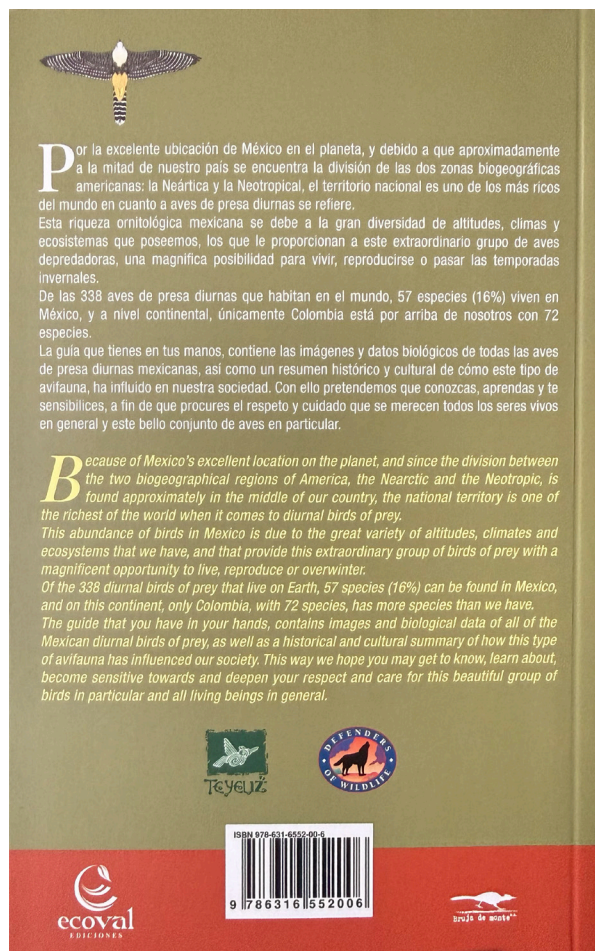 Por la excelente ubicación de México en el planeta, y debido a que aproximadamente
a la mitad de nuestro país se encuentra la división de las dos zonas biogeográficas
americanas: la Neártica y la Neotropical, el territorio nacional es uno de los más ricos
del mundo en cuanto a aves de presa diurnas se refiere.
Esta riqueza ornitológica mexicana se debe a la gran diversidad de altitudes, climas y
ecosistemas que poseemos, los que le proporcionan a este extraordinario grupo de aves
depredadoras, una magnifica posibilidad para vivir, reproducirse o pasar las temporadas
invernales.
De las 338 aves de presa diurnas que habitan en el mundo, 57 especies (16%) viven en
México, y a nivel continental, únicamente Colombia está por arriba de nosotros con 72
especies.
La guía que tienes en tus manos, contiene las imágenes y datos biológicos de todas las aves
de presa diurnas mexicanas, así como un resumen histórico y cultural de cómo este tipo de
avifauna, ha influido en nuestra sociedad. Con ello pretendemos que conozcas, aprendas y te
sensibilices, a fin de que procures el respeto y cuidado que se merecen todos los seres vivos
en general y este bello conjunto de aves en particular.
Because of Mexico's excellent location on the planet, and since the division between
the two biogeographical regions of America, the Nearctic and the Neotropic, is
found approximately in the middle of our country, the national territory is one of
the richest of the world when it comes to diurnal birds of prey.
This abundance of birds in Mexico is due to the great variety of altitudes, climates and
ecosystems that we have, and that provide this extraordinary group of birds of prey with a
magnificent opportunity to live, reproduce or overwinter.
Of the 338 diurnal birds of prey that live on Earth, 57 species (16%) can be found in Mexico,
and on this continent, only Colombia, with 72 species, has more species than we have.
The guide that you have in your hands, contains images and biological data of all of the
Mexican diurnal birds of prey, as well as a historical and cultural summary of how this type
of avifauna has influenced our society. This way we hope you may get to know, learn about,
become sensitive towards and deepen your respect and care for this beautiful group of
birds in particular and all living beings in general.
TEYELIZ
DEFENDERS
OF WILDLIFE
ISBN 978-631-6552-00-6
9 786316 552006
ecoval
EDICIONES
Bruja de monte